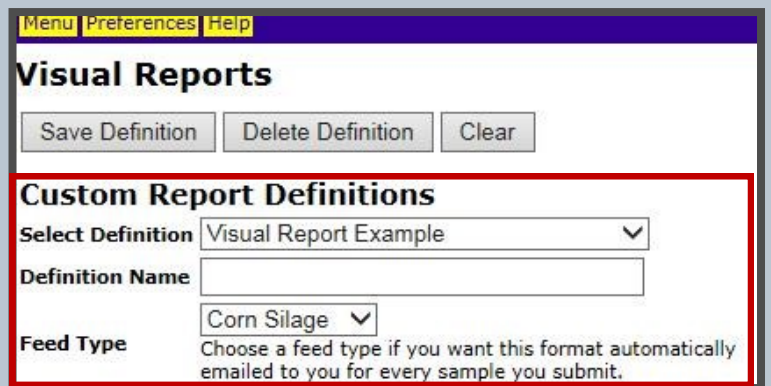 Menu Preferences Help
Visual Reports
Save Definition Delete Definition Clear
Custom Report Definitions
Select Definition Visual Report Example
Definition Name
Feed Type Corn Silage
Choose a feed type if you want this format automatically
emailed to you for every sample you submit.